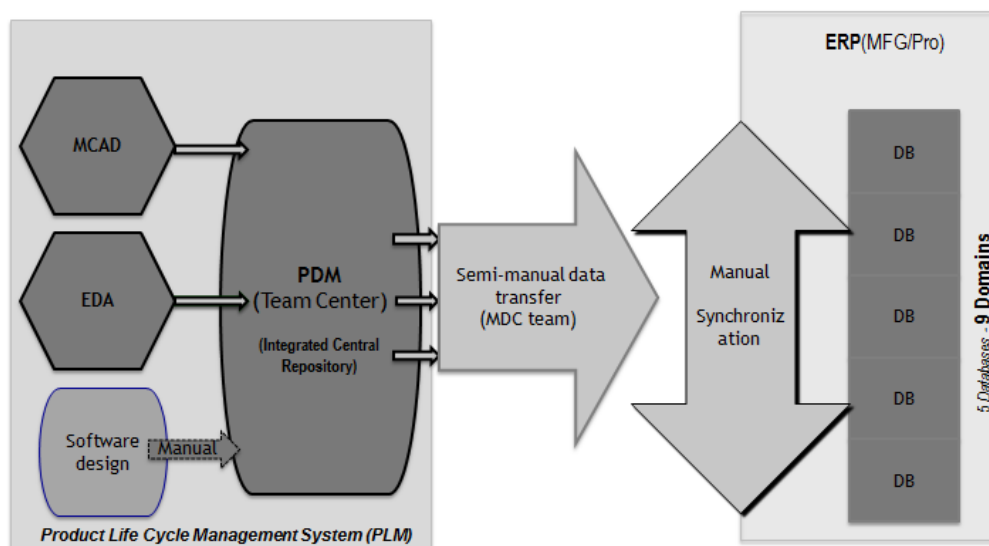 MCAD
EDA
Software
design
Manual
PDM
(Team Center)
(Integrated Central
Repository)
Product Life Cycle Management System (PLM)
Semi-manual data
transfer
(MDC team)
ERP(MFG/Pro)
Manual
Synchroniz
ation
DB
DB
DB
DB
DB
5 Databases - 9 Domains